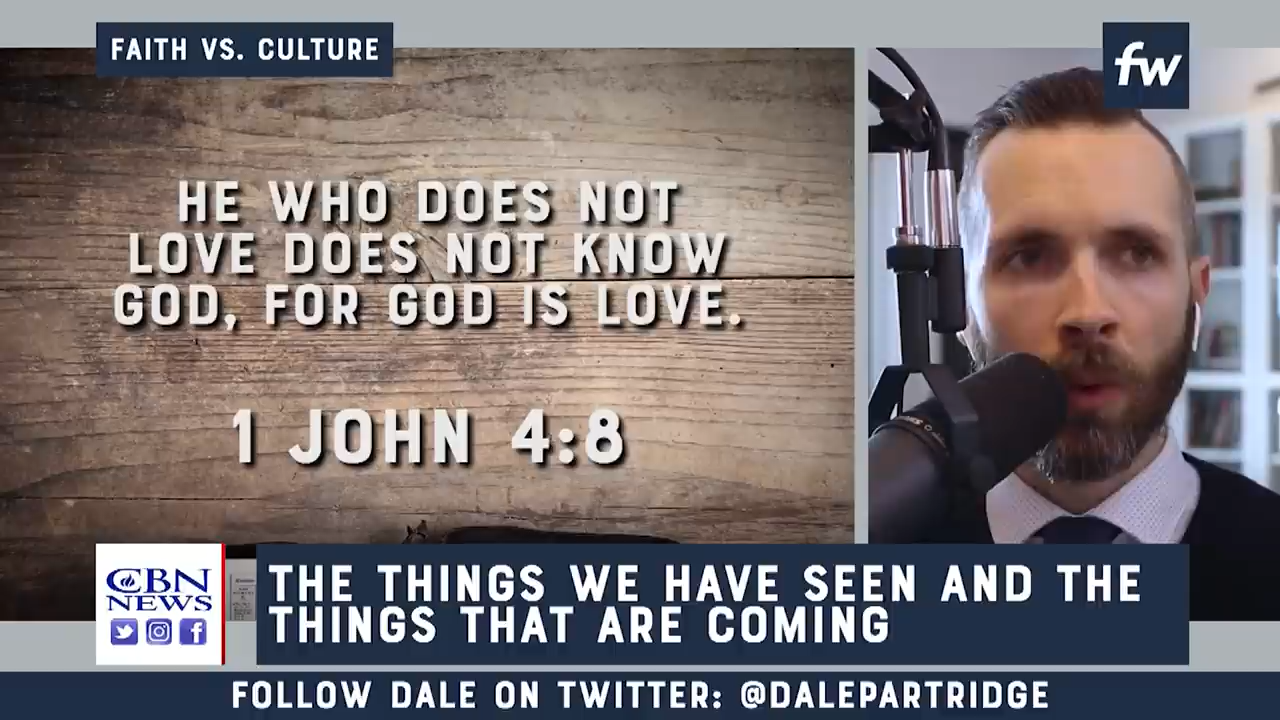 FAITH VS. CULTURE
fw
HE WHO DOES NOT
LOVE DOES NOT KNOW
GOD, FOR GOD IS LOVE.
1 JOHN 4:8
CBN
NEWS
THE THINGS WE HAVE SEEN AND THE
THINGS THAT ARE COMING
FOLLOW DALE ON TWITTER: @DALEPARTRIDGE